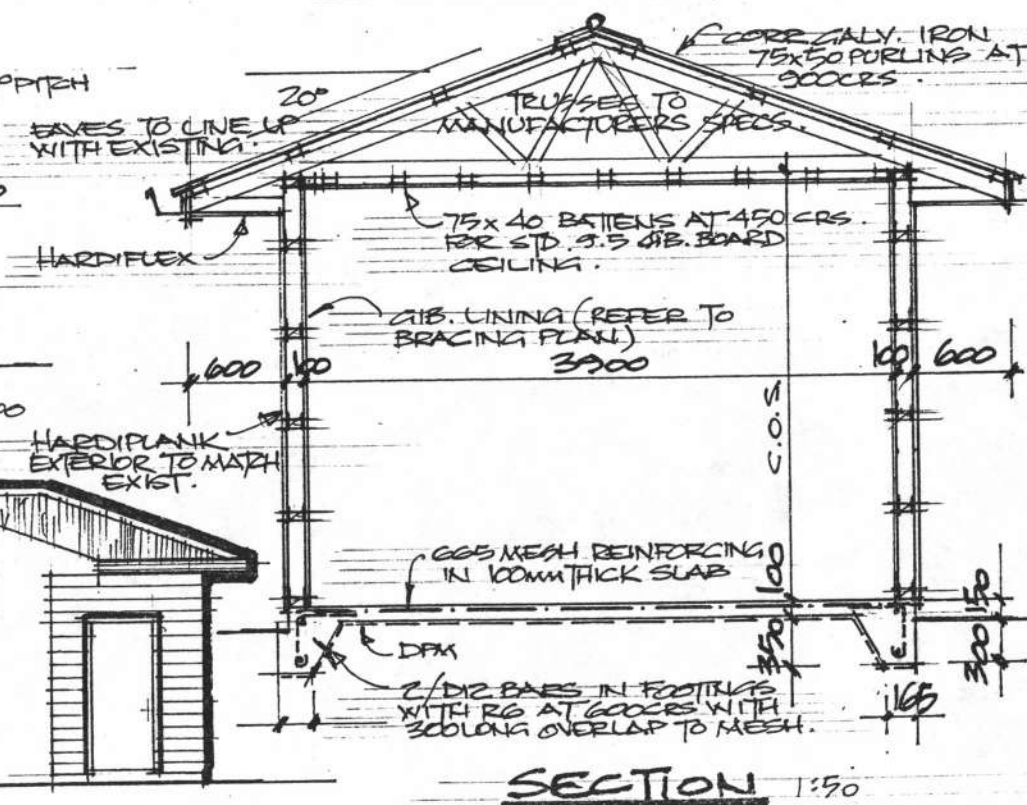 CORR. GALV. IRON
75x50 PURLINS AT
900CRS.
PITCH
20°
EAVES TO LINE UP
WITH EXISTING.
TRUSSES TO
MANUFACTURERS SPECS.
75x40 BATTENS AT 450 CRS.
FOR STD. 9.5 GIB. BOARD
CEILING.
HARDIFLEX
GIB. LINING (REFER TO
BRACING PLAN)
600 100 3900 100 600
C.O.S.
HARDIPLANK
EXTERIOR TO MATCH
EXIST.
665 MESH REINFORCING
IN 100mm THICK SLAB
100
350
150
300
DPM
2/D12 BARS IN FOOTINGS
WITH R6 AT 600CRS WITH
300LONG OVERLAP TO MESH.
165
SECTION 1:50